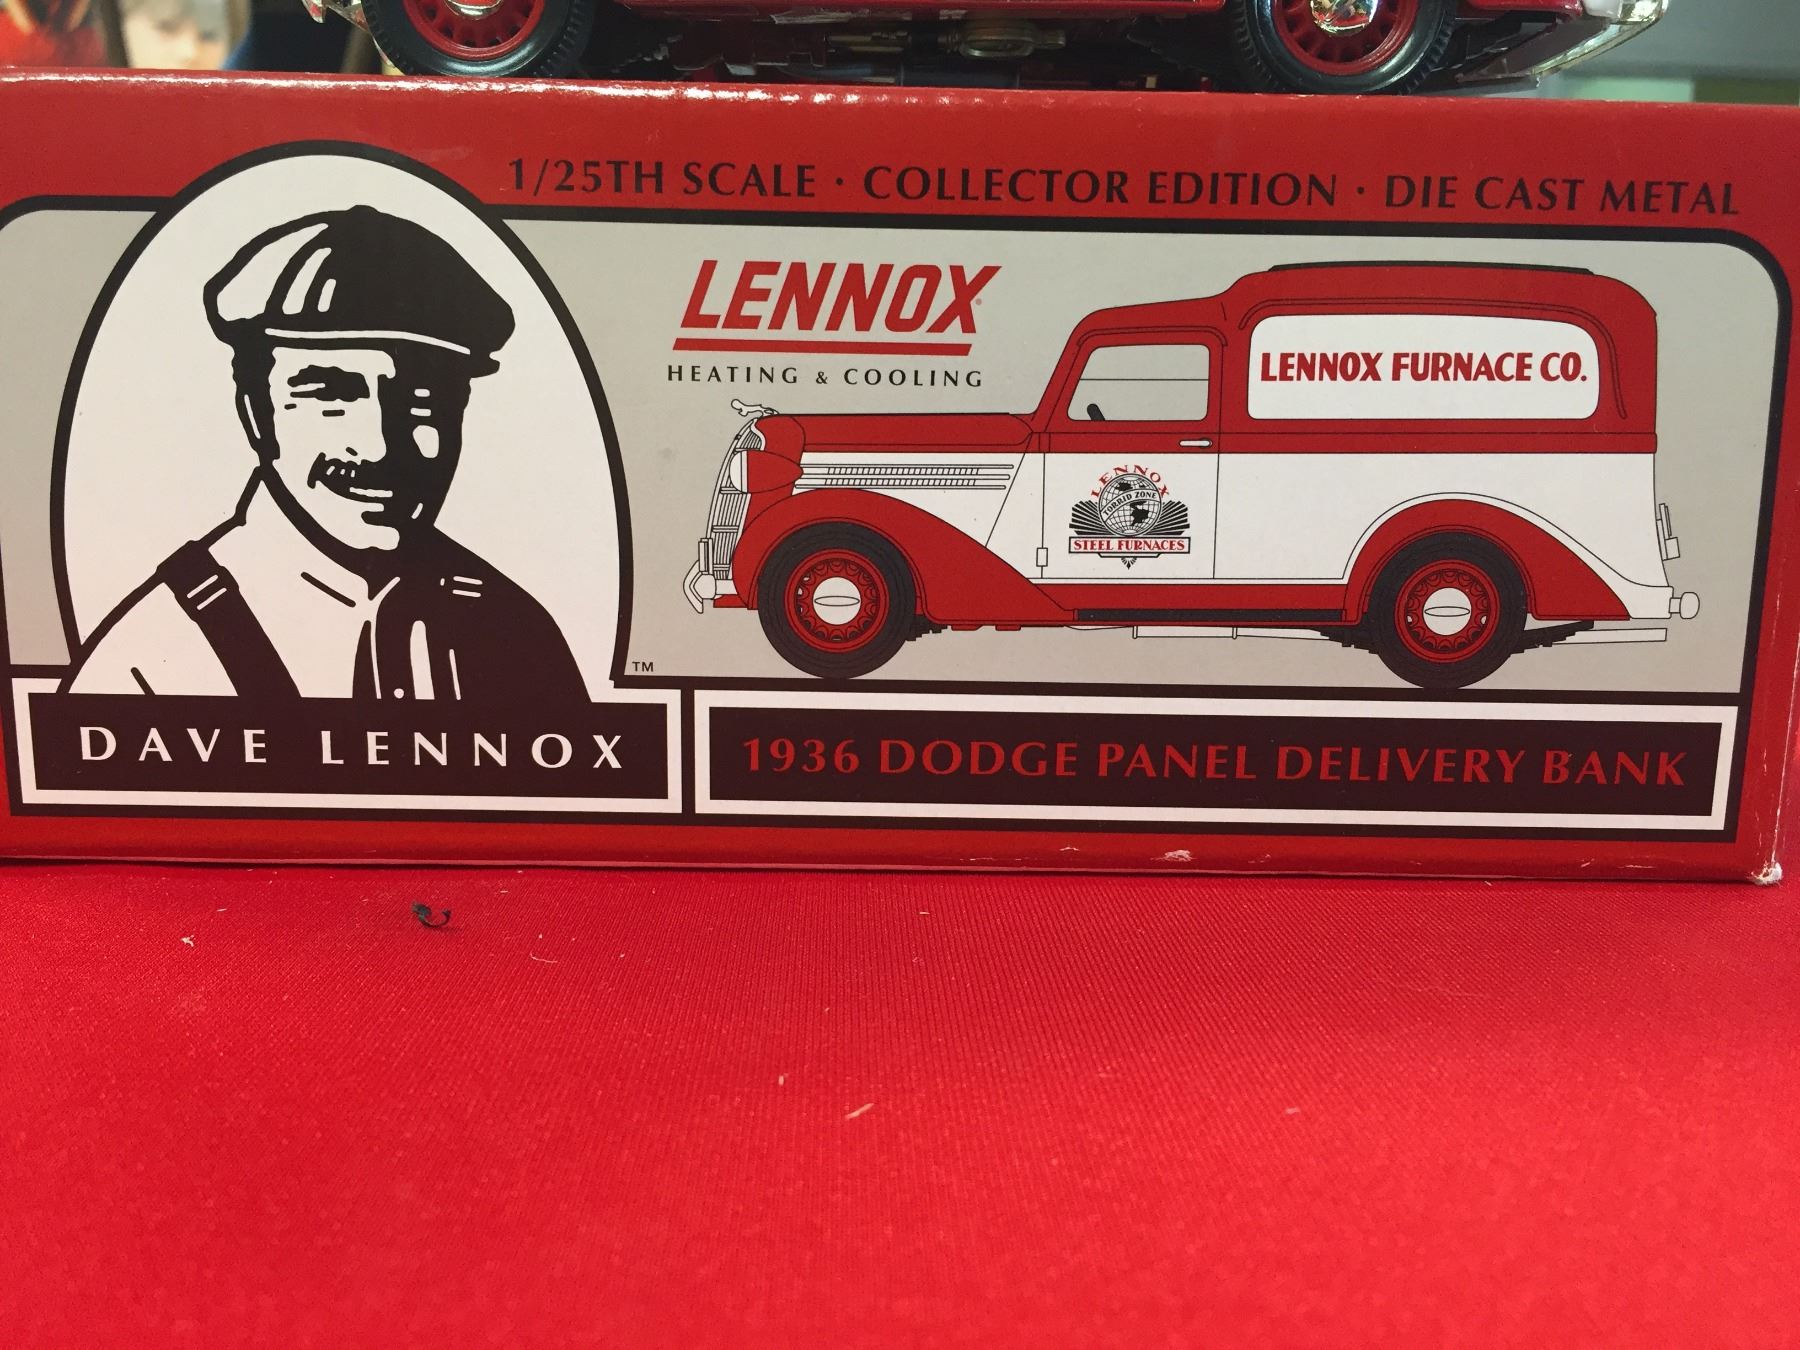 1/25TH SCALE · COLLECTOR EDITION · DIE CAST METAL
LENNOX
HEATING & COOLING
LENNOX FURNACE CO.
LENNOX
TORRID ZONE
STEEL FURNACES
TM
DAVE LENNOX
1936 DODGE PANEL DELIVERY BANK